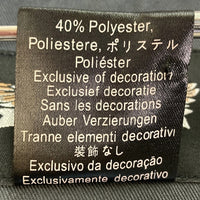 40% Polyester,
Poliestere, ポリエステル
Poliéster
Exclusive of decoration
Exclusief decoratie
Sans les decorations
Auber Verzierungen
Tranne elementi decorativi
装飾なし
Exclusivo da decoração
Exclusivamente decorativo